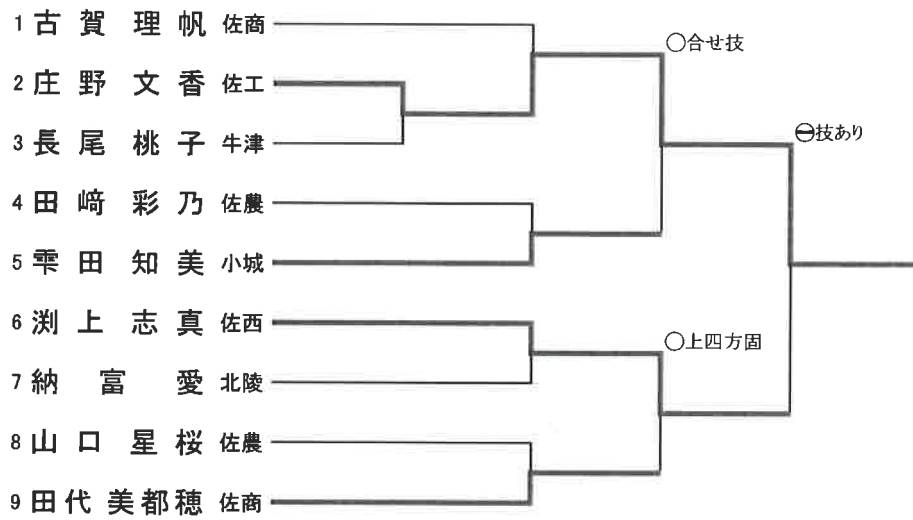 1 古賀理帆 佐商
○合せ技
2 庄野文香 佐工
⊖技あり
3 長尾桃子 牛津
4 田﨑彩乃 佐農
5 雫田知美 小城
6 渕上志真 佐西
○上四方固
7 納富愛 北陵
8 山口星桜 佐農
9 田代美都穂 佐商